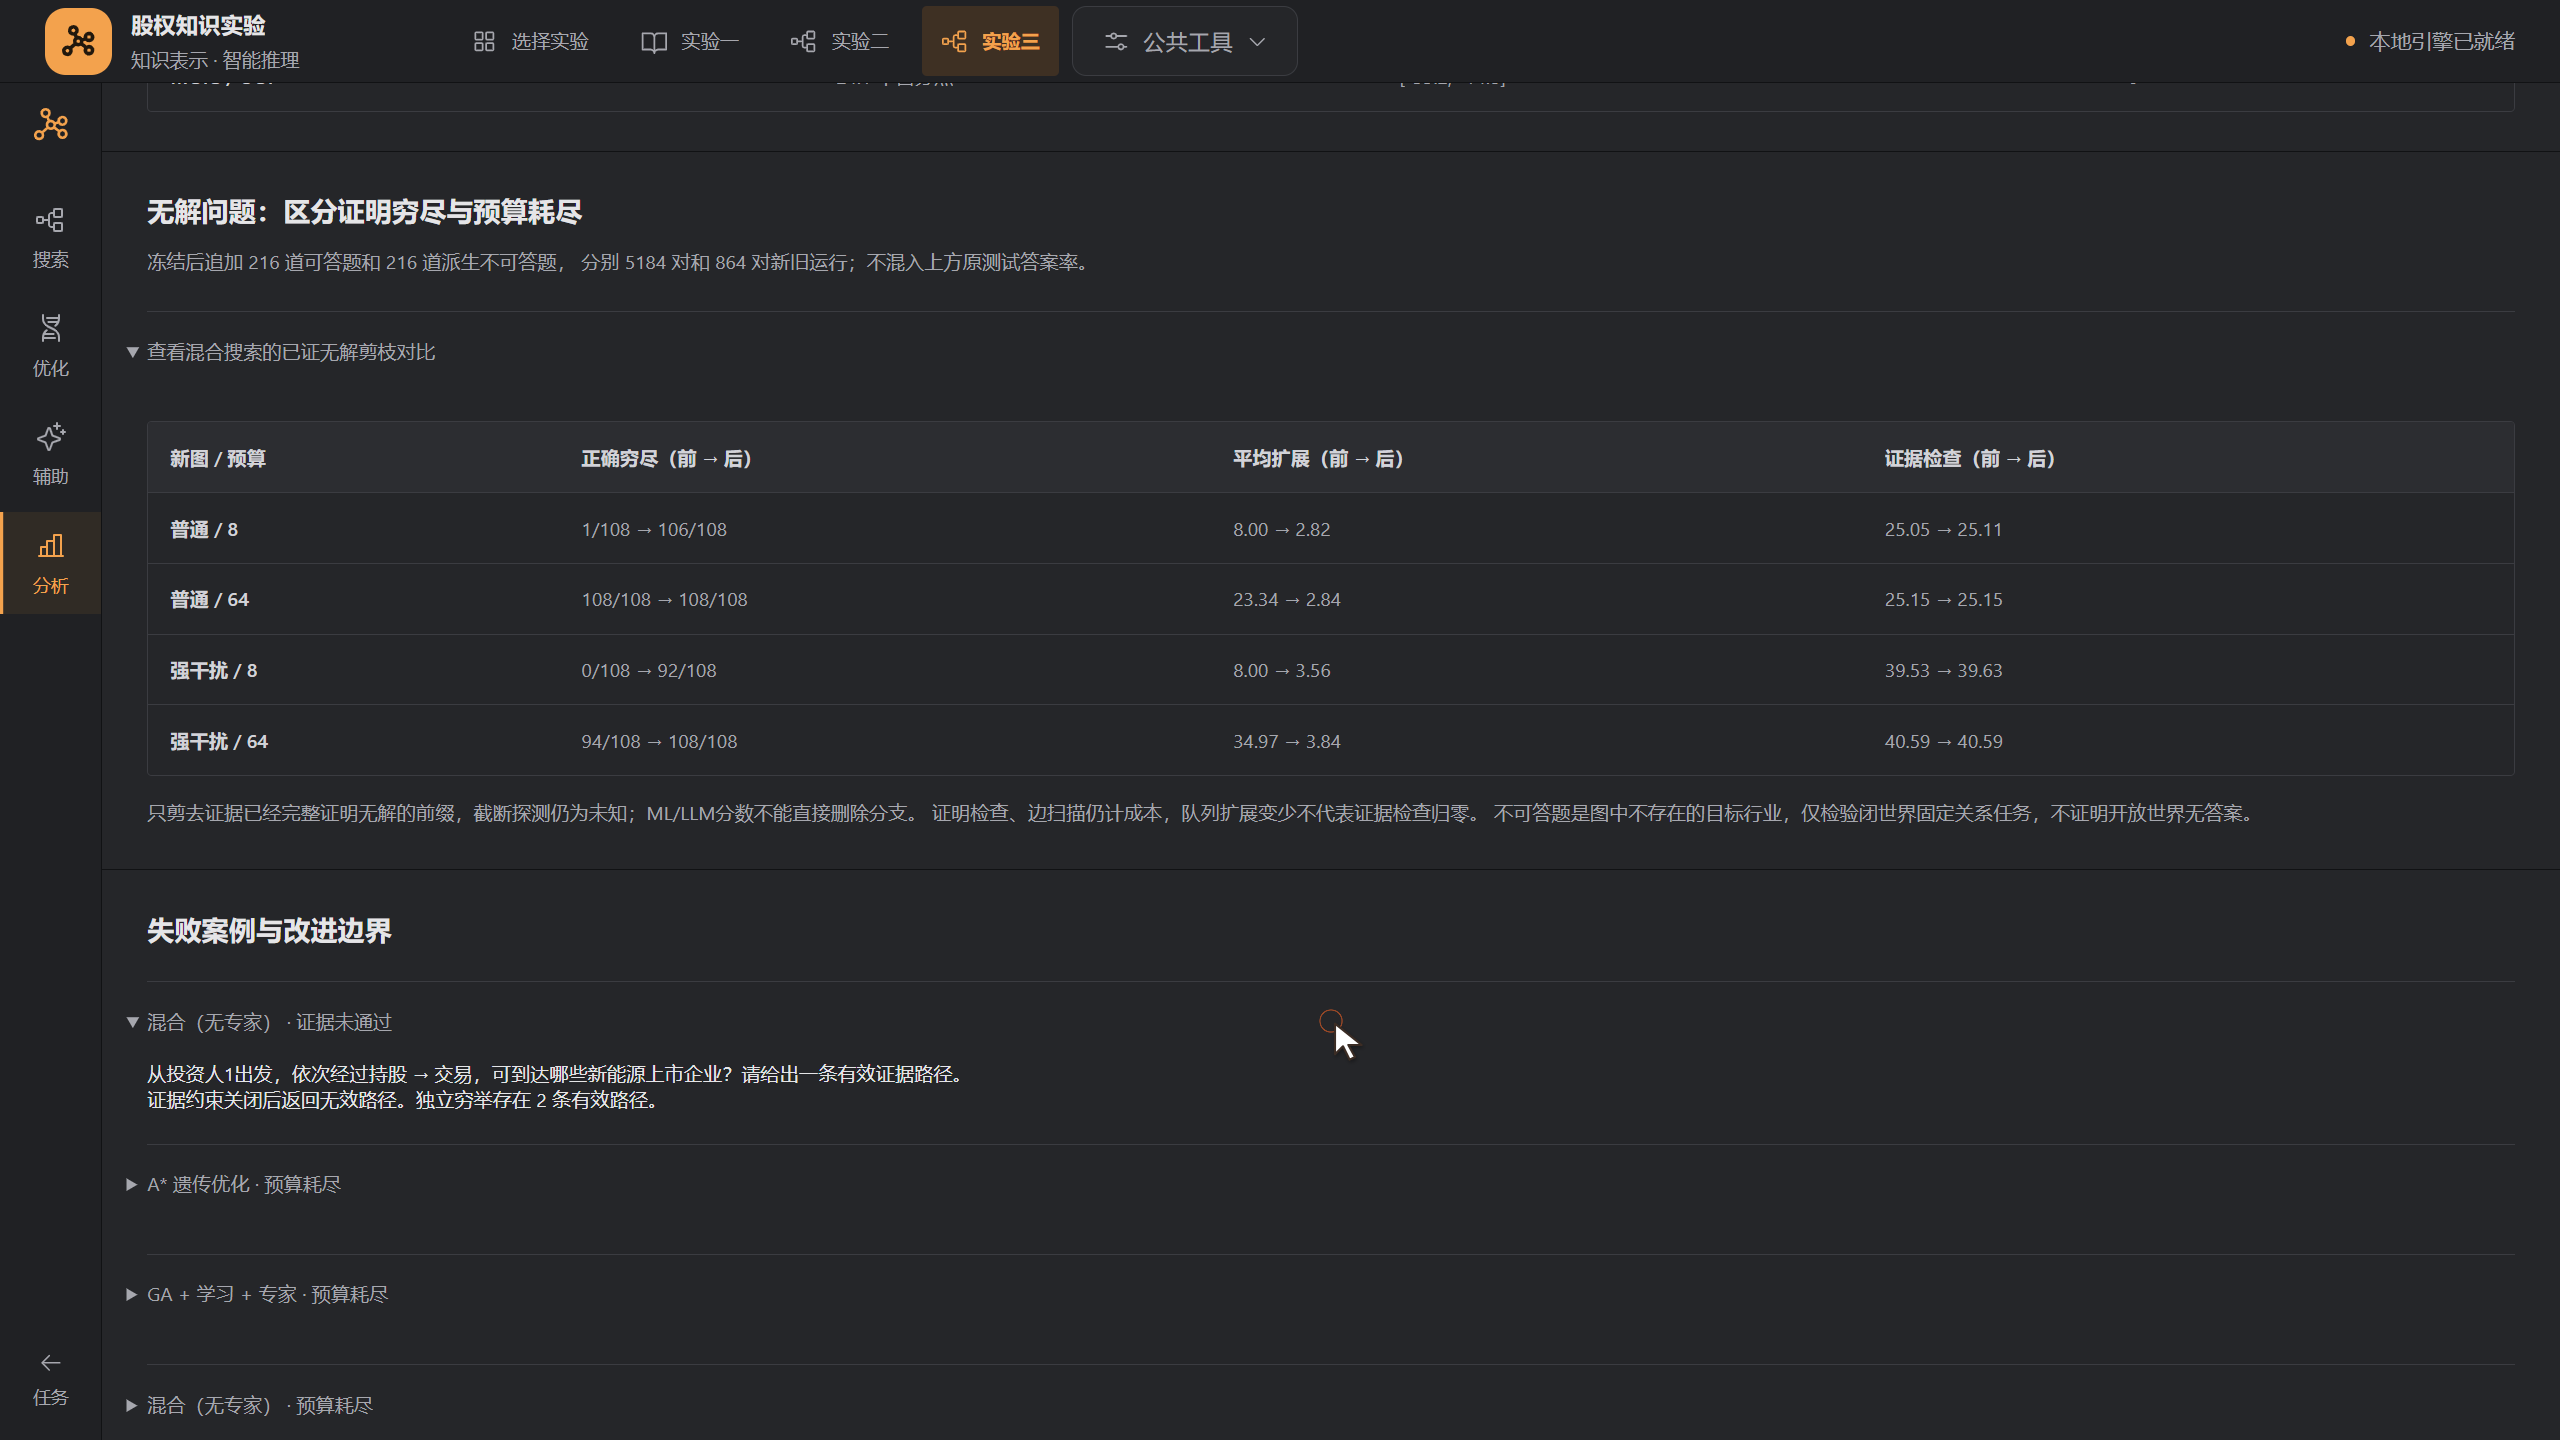 股权知识实验
知识表示 · 智能推理
选择实验
实验一
实验二
实验三
公共工具
本地引擎已就绪
搜索
优化
辅助
分析
任务
无解问题：区分证明穷尽与预算耗尽
冻结后追加 216 道可答题和 216 道派生不可答题， 分别 5184 对和 864 对新旧运行；不混入上方原测试答案率。
▼ 查看混合搜索的已证无解剪枝对比
新图 / 预算 正确穷尽（前 → 后） 平均扩展（前 → 后） 证据检查（前 → 后）
普通 / 8 1/108 → 106/108 8.00 → 2.82 25.05 → 25.11
普通 / 64 108/108 → 108/108 23.34 → 2.84 25.15 → 25.15
强干扰 / 8 0/108 → 92/108 8.00 → 3.56 39.53 → 39.63
强干扰 / 64 94/108 → 108/108 34.97 → 3.84 40.59 → 40.59
只剪去证据已经完整证明无解的前缀，截断探测仍为未知；ML/LLM分数不能直接删除分支。 证明检查、边扫描仍计成本，队列扩展变少不代表证据检查归零。 不可答题是图中不存在的目标行业，仅检验闭世界固定关系任务，不证明开放世界无答案。
失败案例与改进边界
▼ 混合（无专家） · 证据未通过
从投资人1出发，依次经过持股 → 交易，可到达哪些新能源上市企业？请给出一条有效证据路径。
证据约束关闭后返回无效路径。独立穷举存在 2 条有效路径。
▶ A* 遗传优化 · 预算耗尽
▶ GA + 学习 + 专家 · 预算耗尽
▶ 混合（无专家） · 预算耗尽